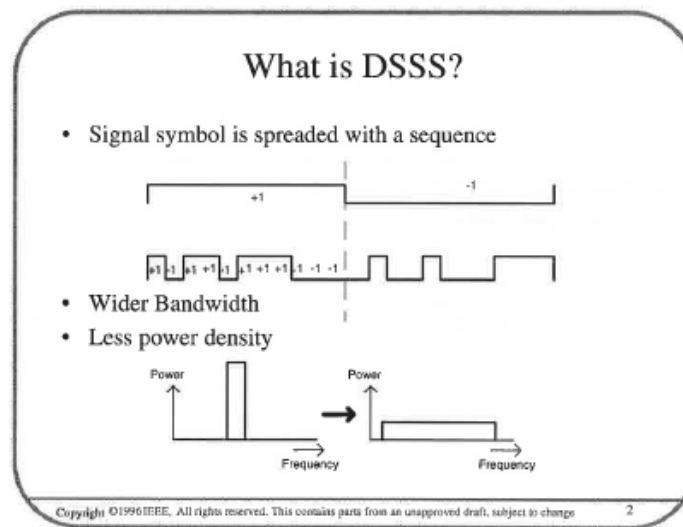 What is DSSS?
• Signal symbol is spreaded with a sequence
+1
-1
+1 -1 +1 +1 -1 +1 +1 +1 -1 -1 -1
• Wider Bandwidth
• Less power density
Power
Power
Frequency
Frequency
Copyright ©1996IEEE, All rights reserved. This contains parts from an unapproved draft, subject to change 2